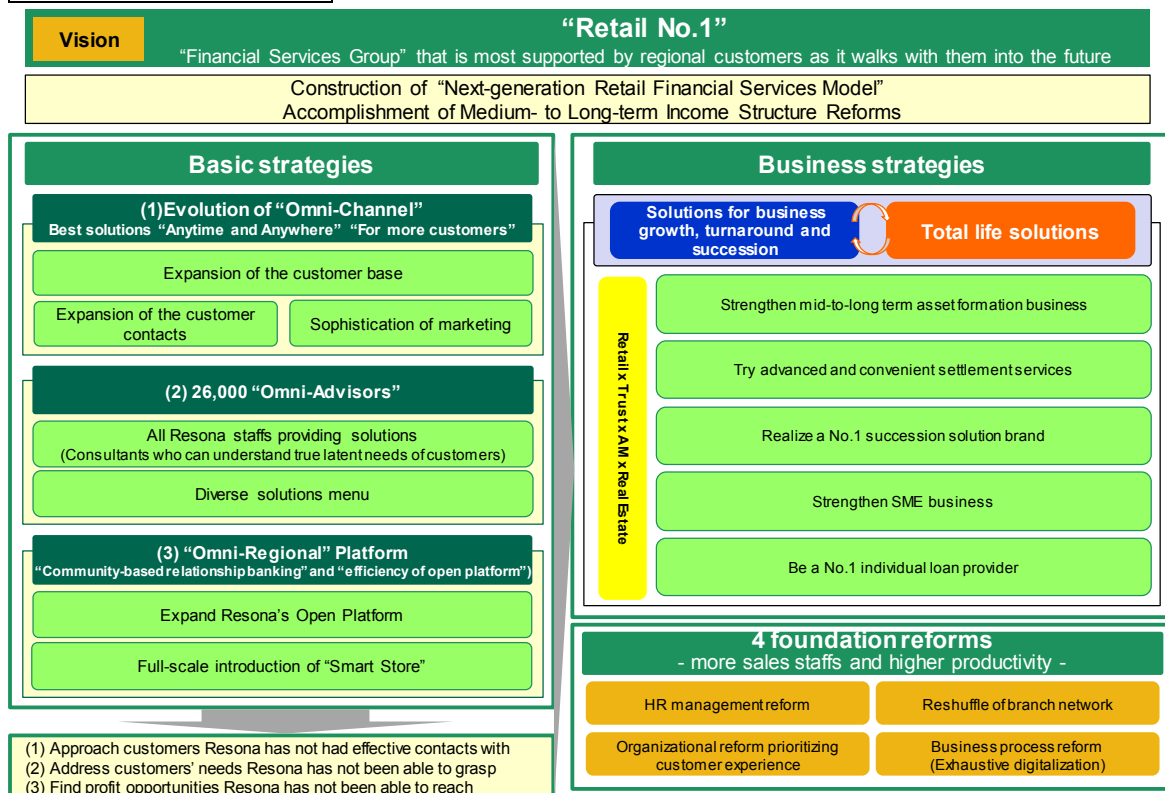 Vision
“Retail No.1”
“Financial Services Group” that is most supported by regional customers as it walks with them into the future
Construction of “Next-generation Retail Financial Services Model”
Accomplishment of Medium- to Long-term Income Structure Reforms
Basic strategies
(1)Evolution of “Omni-Channel”
Best solutions “Anytime and Anywhere” “For more customers”
Expansion of the customer base
Expansion of the customer
contacts
Sophistication of marketing
(2) 26,000 “Omni-Advisors”
All Resona staffs providing solutions
(Consultants who can understand true latent needs of customers)
Diverse solutions menu
(3) “Omni-Regional” Platform
“Community-based relationship banking” and “efficiency of open platform”)
Expand Resona’s Open Platform
Full-scale introduction of “Smart Store”
(1) Approach customers Resona has not had effective contacts with
(2) Address customers’ needs Resona has not been able to grasp
(3) Find profit opportunities Resona has not been able to reach
Business strategies
Solutions for business
growth, turnaround and
succession
Total life solutions
Retail x Trust x AM x Real Estate
Strengthen mid-to-long term asset formation business
Try advanced and convenient settlement services
Realize a No.1 succession solution brand
Strengthen SME business
Be a No.1 individual loan provider
4 foundation reforms
- more sales staffs and higher productivity -
HR management reform
Reshuffle of branch network
Organizational reform prioritizing
customer experience
Business process reform
(Exhaustive digitalization)